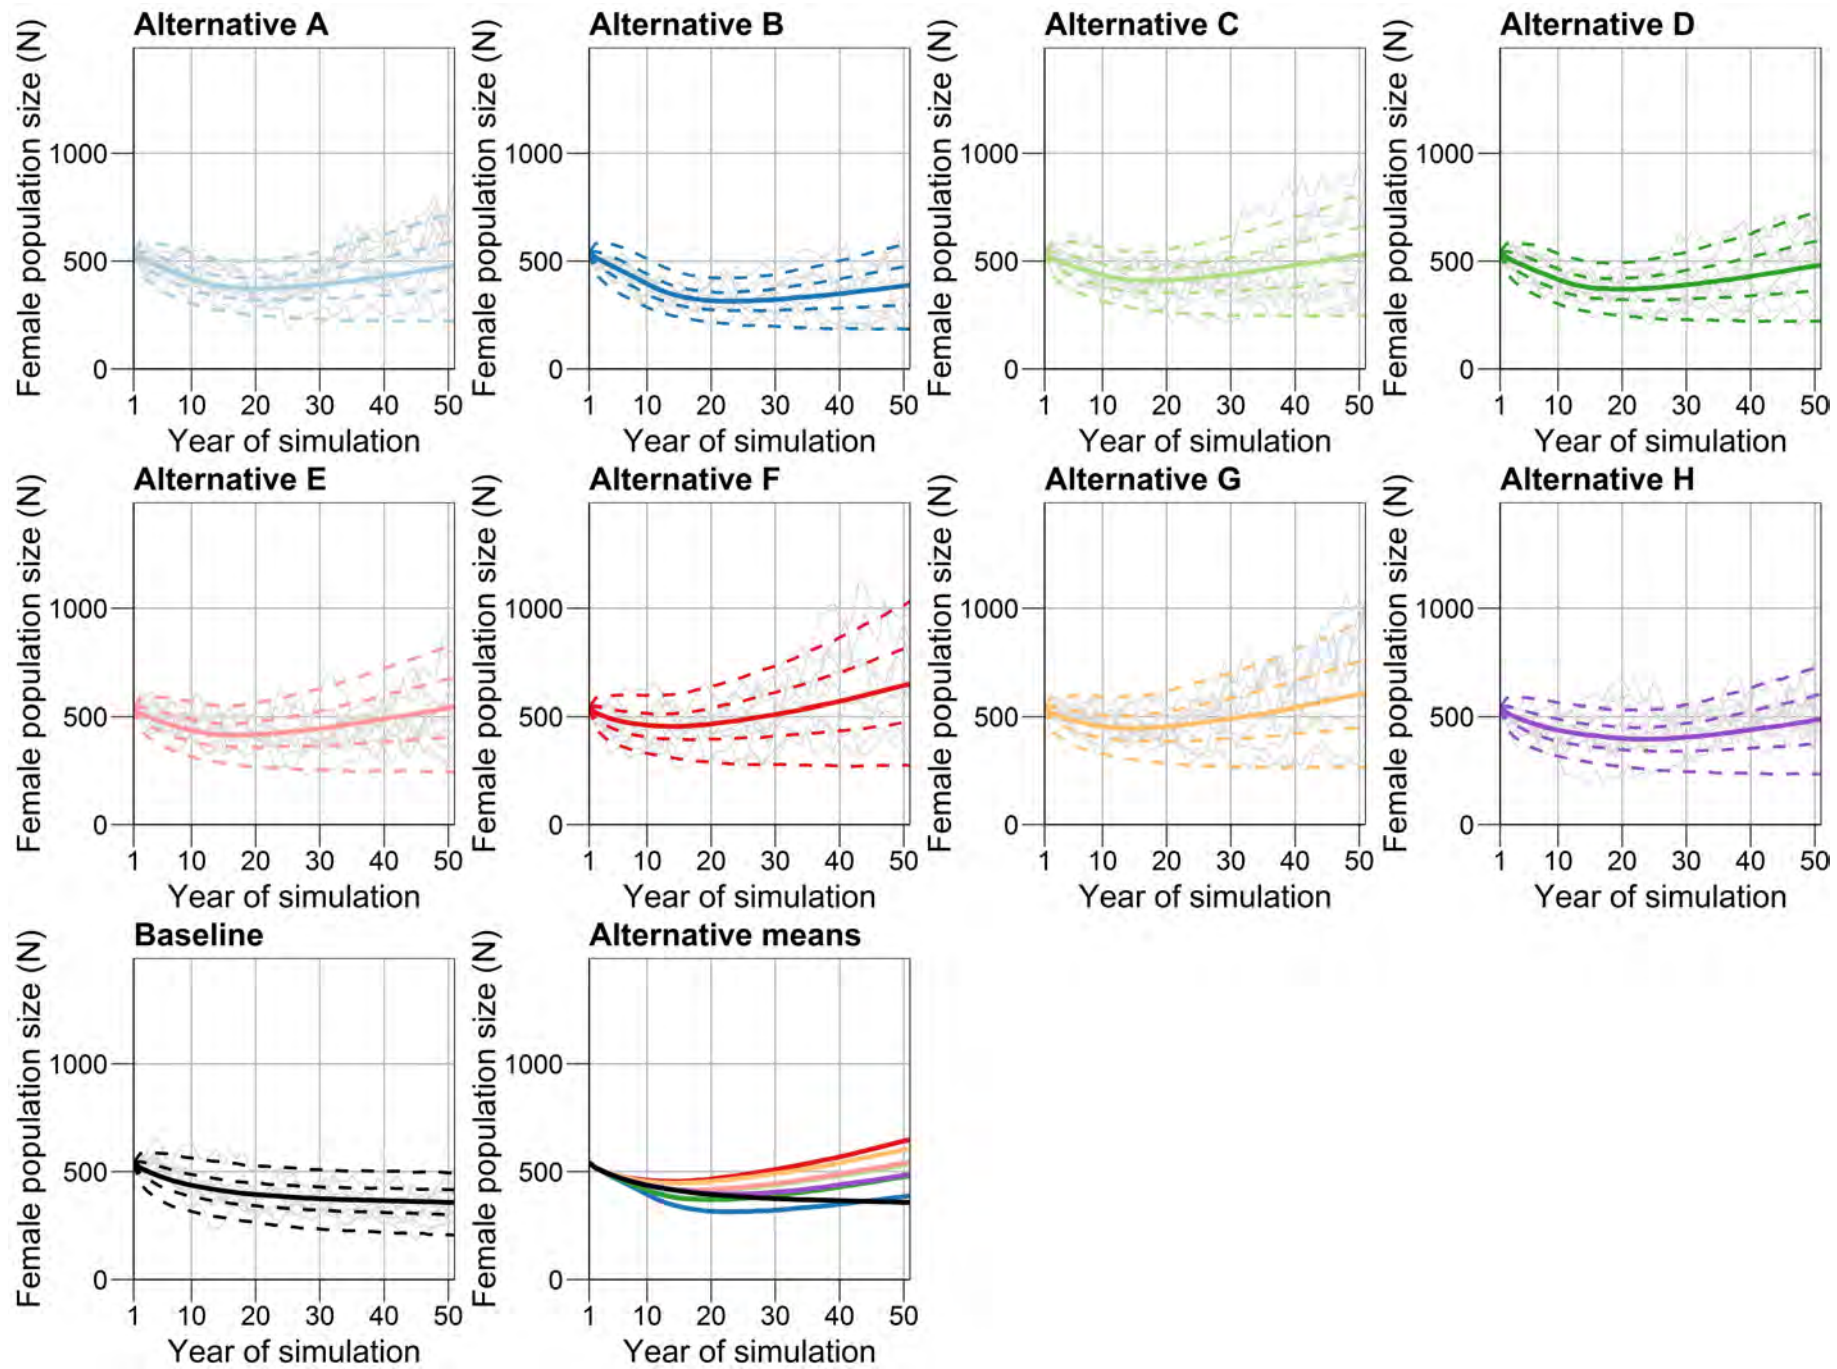 Alternative A
Female population size (N)
1000
500
0
1 10 20 30 40 50
Year of simulation
Alternative B
Female population size (N)
1000
500
0
1 10 20 30 40 50
Year of simulation
Alternative C
Female population size (N)
1000
500
0
1 10 20 30 40 50
Year of simulation
Alternative D
Female population size (N)
1000
500
0
1 10 20 30 40 50
Year of simulation
Alternative E
Female population size (N)
1000
500
0
1 10 20 30 40 50
Year of simulation
Alternative F
Female population size (N)
1000
500
0
1 10 20 30 40 50
Year of simulation
Alternative G
Female population size (N)
1000
500
0
1 10 20 30 40 50
Year of simulation
Alternative H
Female population size (N)
1000
500
0
1 10 20 30 40 50
Year of simulation
Baseline
Female population size (N)
1000
500
0
1 10 20 30 40 50
Year of simulation
Alternative means
Female population size (N)
1000
500
0
1 10 20 30 40 50
Year of simulation